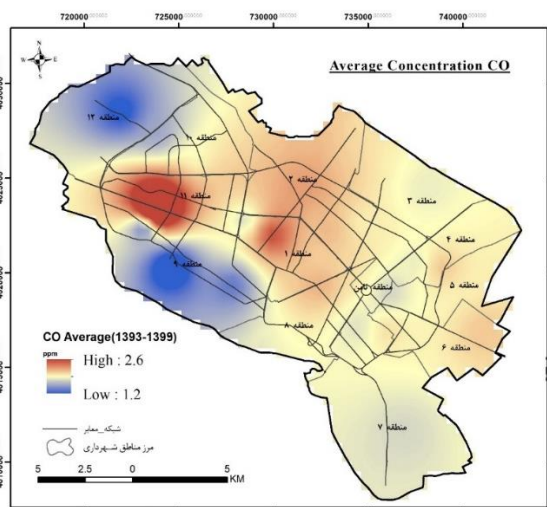 720000 725000 730000 735000 740000
Average Concentration CO
N
W E
S
منطقه ۱۲
منطقه ۱۰
منطقه ۲
منطقه ۱۱
منطقه ۳
منطقه ۴
منطقه ۱
منطقه ۹
منطقه ثامن
منطقه ۵
منطقه ۸
منطقه ۶
منطقه ۷
CO Average(1393-1399)
ppm
High : 2.6
Low : 1.2
شبکه_معابر
مرز مناطق شهرداری
5 2.5 0 5
KM